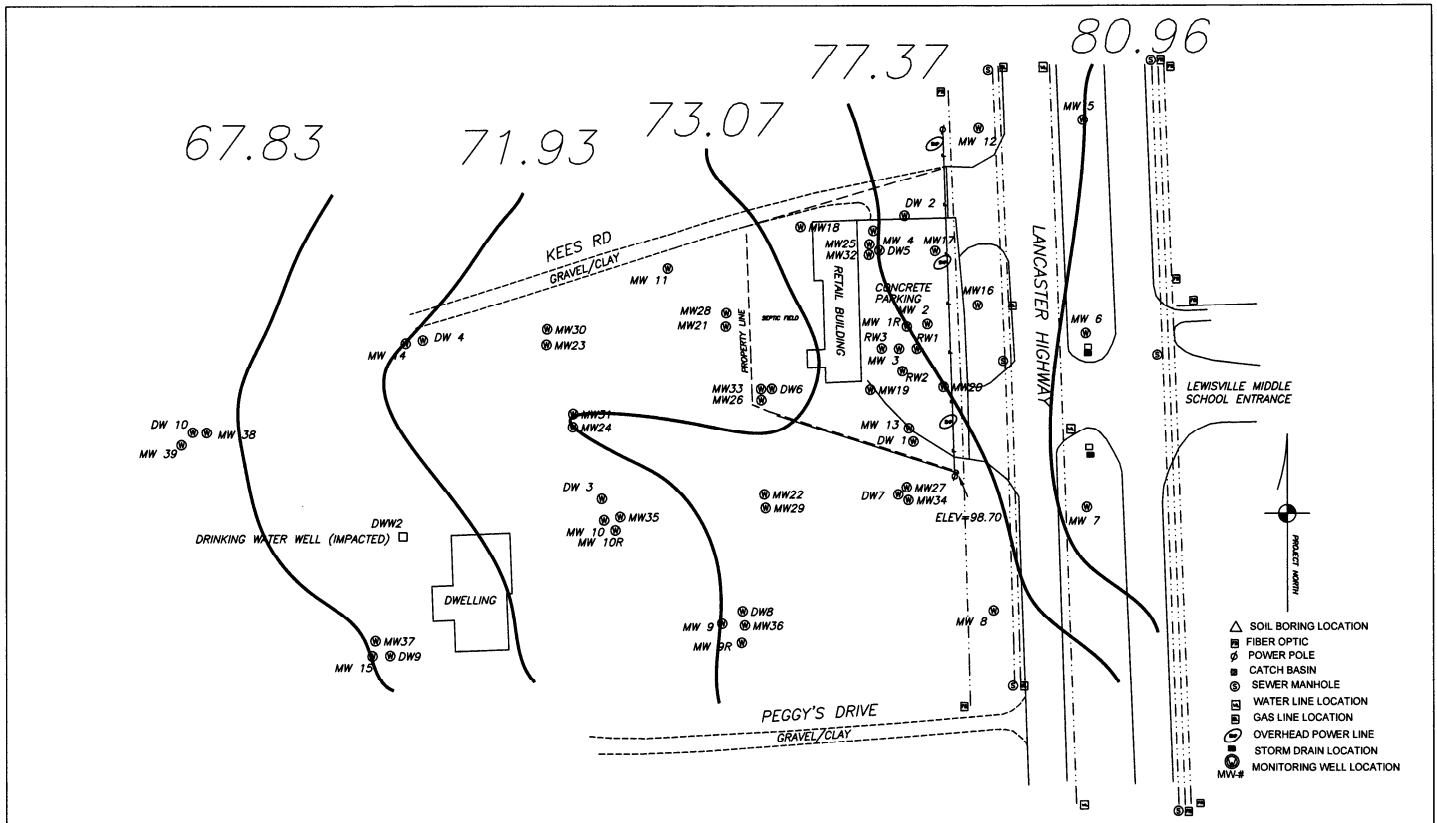 80.96
77.37
73.07
71.93
67.83
MW 5
MW 12
DW 2
MW18
MW 4
MW25
DW5
MW17
MW32
KEES RD
GRAVEL/CLAY
MW 11
RETAIL BUILDING
CONCRETE
PARKING
LANCASTER HIGHWAY
MW16
MW 2
MW 1R
MW28
MW21
PROPERTY LINE
SEPTIC FIELD
MW30
MW23
DW 4
MW 14
MW 6
RW3
RW1
MW 3
RW2
MW33
DW6
MW26
MW19
MW20
LEWISVILLE MIDDLE
SCHOOL ENTRANCE
MW31
MW24
MW 13
DW 1
DW 10
MW 38
MW 39
DW 3
MW22
MW29
MW27
DW7
MW34
ELEV=98.70
MW 7
MW35
MW 10
MW 10R
DWW2
DRINKING WATER WELL (IMPACTED)
DWELLING
PROJECT NORTH
DW8
MW 9
MW36
MW 9R
MW 8
MW37
MW 15
DW9
PEGGY'S DRIVE
GRAVEL/CLAY
SOIL BORING LOCATION
FIBER OPTIC
POWER POLE
CATCH BASIN
SEWER MANHOLE
WATER LINE LOCATION
GAS LINE LOCATION
OVERHEAD POWER LINE
STORM DRAIN LOCATION
MONITORING WELL LOCATION
MW-#